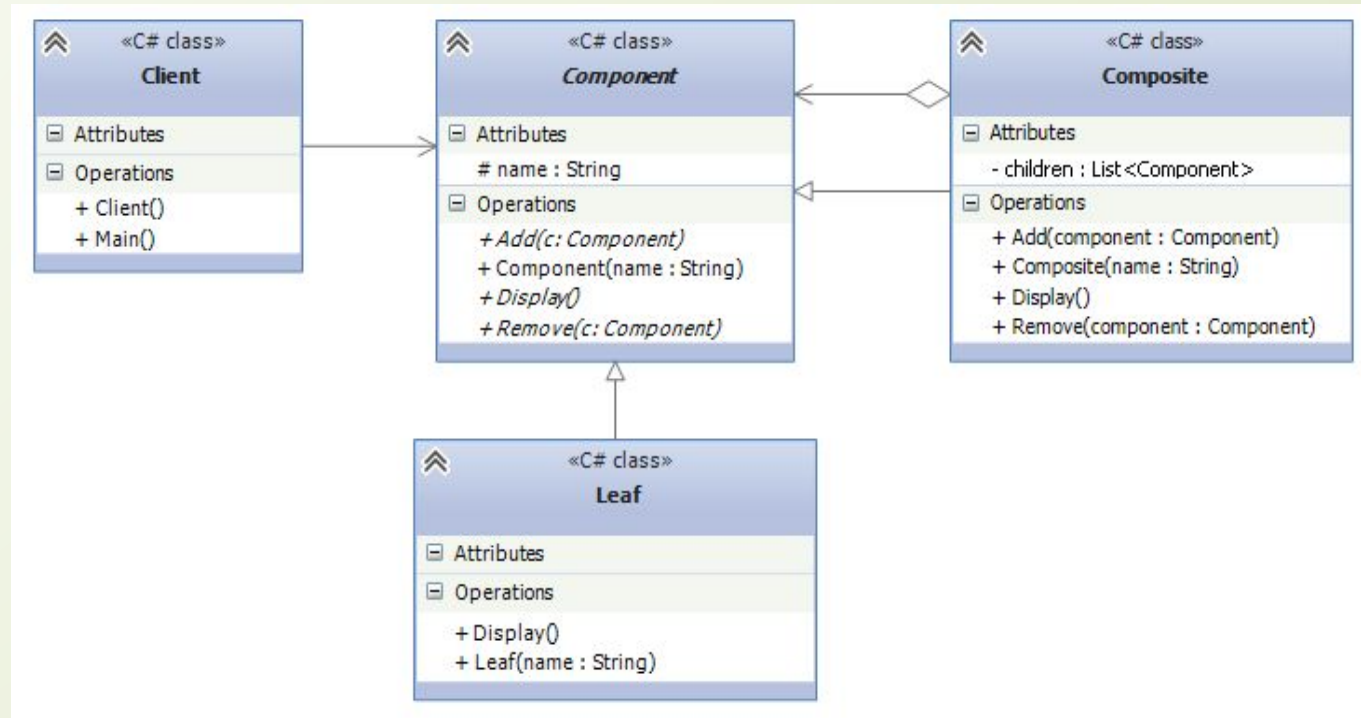 «C# class»
Client
Attributes
Operations
+ Client()
+ Main()
«C# class»
Component
Attributes
# name : String
Operations
+ Add(c: Component)
+ Component(name : String)
+ Display()
+ Remove(c: Component)
«C# class»
Composite
Attributes
- children : List<Component>
Operations
+ Add(component : Component)
+ Composite(name : String)
+ Display()
+ Remove(component : Component)
«C# class»
Leaf
Attributes
Operations
+ Display()
+ Leaf(name : String)